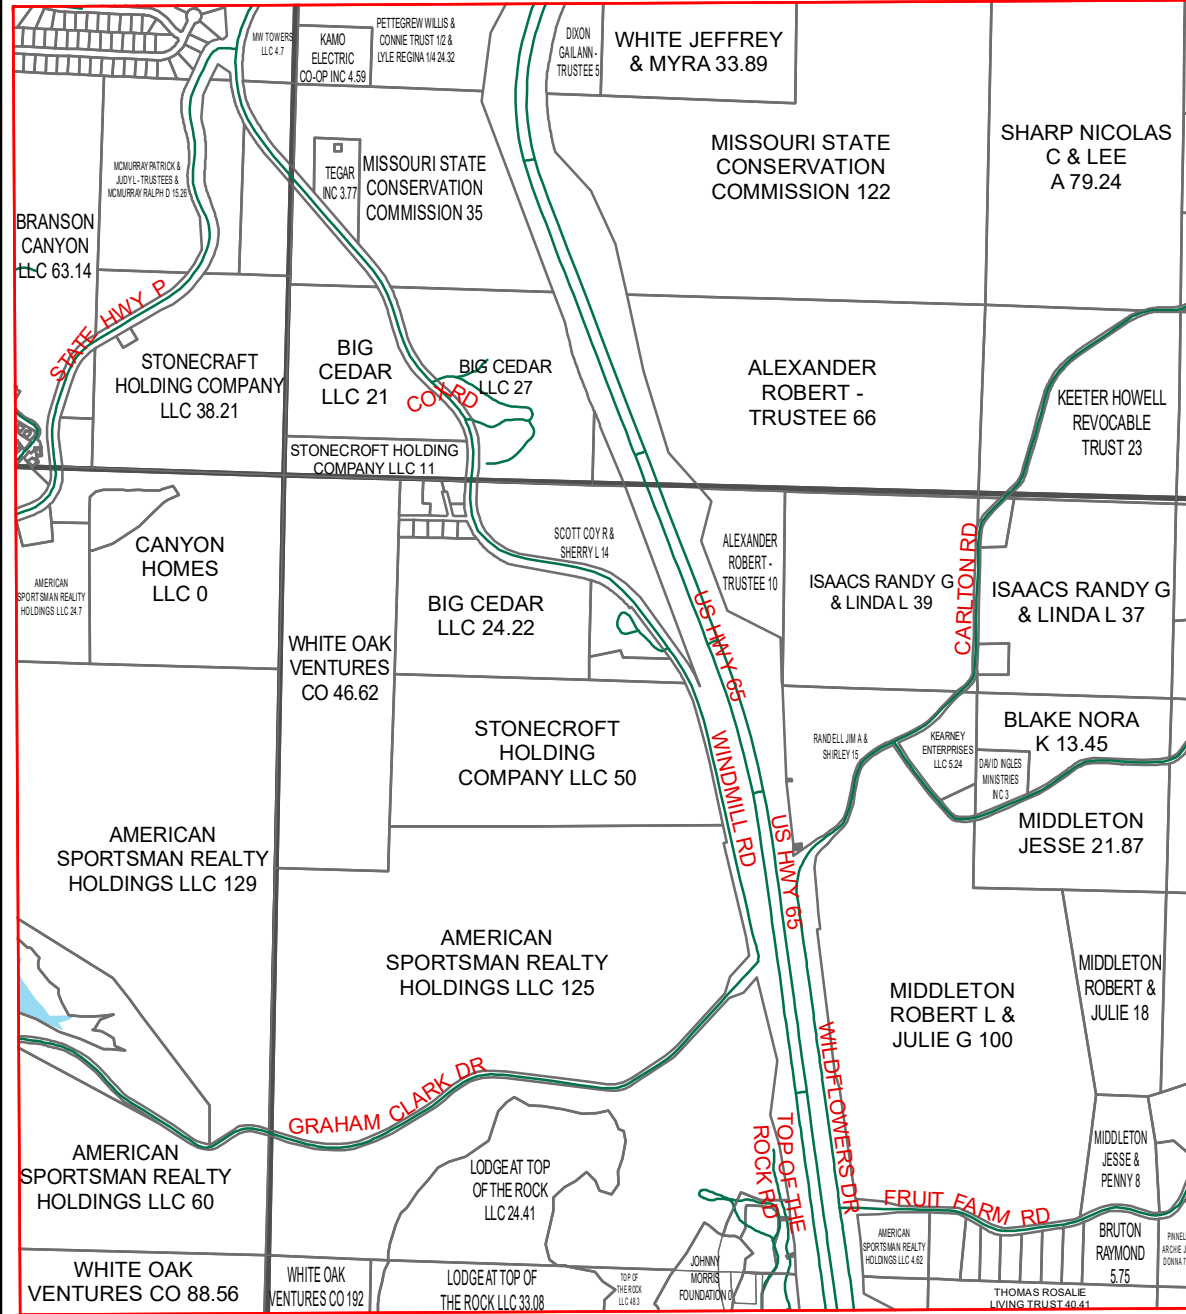 MW TOWERS
LLC 4.7
KAMO
ELECTRIC
CO-OP INC 4.59
PETTEGREW WILLIS &
CONNIE TRUST 1/2 &
LYLE REGINA 1/4 24.32
DIXON
GAILANN -
TRUSTEE 5
WHITE JEFFREY
& MYRA 33.89
MCMURRAY PATRICK &
JUDY L - TRUSTEES &
MCMURRAY RALPH D 15.26
TEGAR
INC 3.77
MISSOURI STATE
CONSERVATION
COMMISSION 35
MISSOURI STATE
CONSERVATION
COMMISSION 122
SHARP NICOLAS
C & LEE
A 79.24
BRANSON
CANYON
LLC 63.14
STATE HWY P
STONECRAFT
HOLDING COMPANY
LLC 38.21
BIG
CEDAR
LLC 21
COY RD
BIG CEDAR
LLC 27
ALEXANDER
ROBERT -
TRUSTEE 66
KEETER HOWELL
REVOCABLE
TRUST 23
STONECROFT HOLDING
COMPANY LLC 11
CANYON
HOMES
LLC 0
AMERICAN
SPORTSMAN REALTY
HOLDINGS LLC 24.7
SCOTT COY R &
SHERRY L 14
ALEXANDER
ROBERT -
TRUSTEE 10
ISAACS RANDY G
& LINDA L 39
CARLTON RD
ISAACS RANDY G
& LINDA L 37
BIG CEDAR
LLC 24.22
WHITE OAK
VENTURES
CO 46.62
US HWY 65
STONECROFT
HOLDING
COMPANY LLC 50
WINDMILL RD
RANDELL JIM A &
SHIRLEY 15
KEARNEY
ENTERPRISES
LLC 5.24
BLAKE NORA
K 13.45
DAVID INGLES
MINISTRIES
INC 3
MIDDLETON
JESSE 21.87
US HWY 65
AMERICAN
SPORTSMAN REALTY
HOLDINGS LLC 129
AMERICAN
SPORTSMAN REALTY
HOLDINGS LLC 125
MIDDLETON
ROBERT L &
JULIE G 100
MIDDLETON
ROBERT &
JULIE 18
GRAHAM CLARK DR
WILDFLOWERS DR
TOP OF THE
ROCK RD
AMERICAN
SPORTSMAN REALTY
HOLDINGS LLC 60
LODGE AT TOP
OF THE ROCK
LLC 24.41
MIDDLETON
JESSE &
PENNY 8
FRUIT FARM RD
AMERICAN
SPORTSMAN REALTY
HOLDINGS LLC 4.62
BRUTON
RAYMOND
5.75
ARCHIE J
DONNA 7
WHITE OAK
VENTURES CO 88.56
WHITE OAK
VENTURES CO 192
LODGE AT TOP OF
THE ROCK LLC 33.08
TOP OF
THE ROCK
LLC 48.3
JOHNNY
MORRIS
FOUNDATION 0
THOMAS ROSALIE
LIVING TRUST 40.41